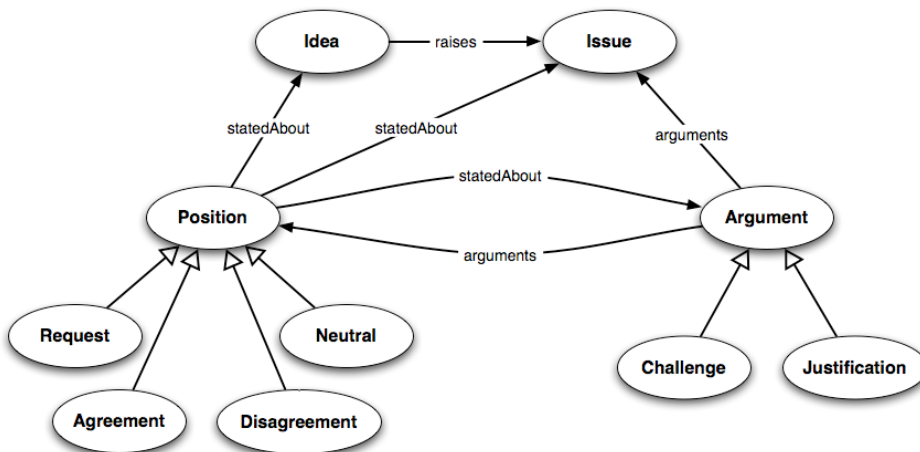 Idea
raises
Issue
statedAbout
statedAbout
arguments
statedAbout
Position
Argument
arguments
Request
Neutral
Challenge
Justification
Agreement
Disagreement